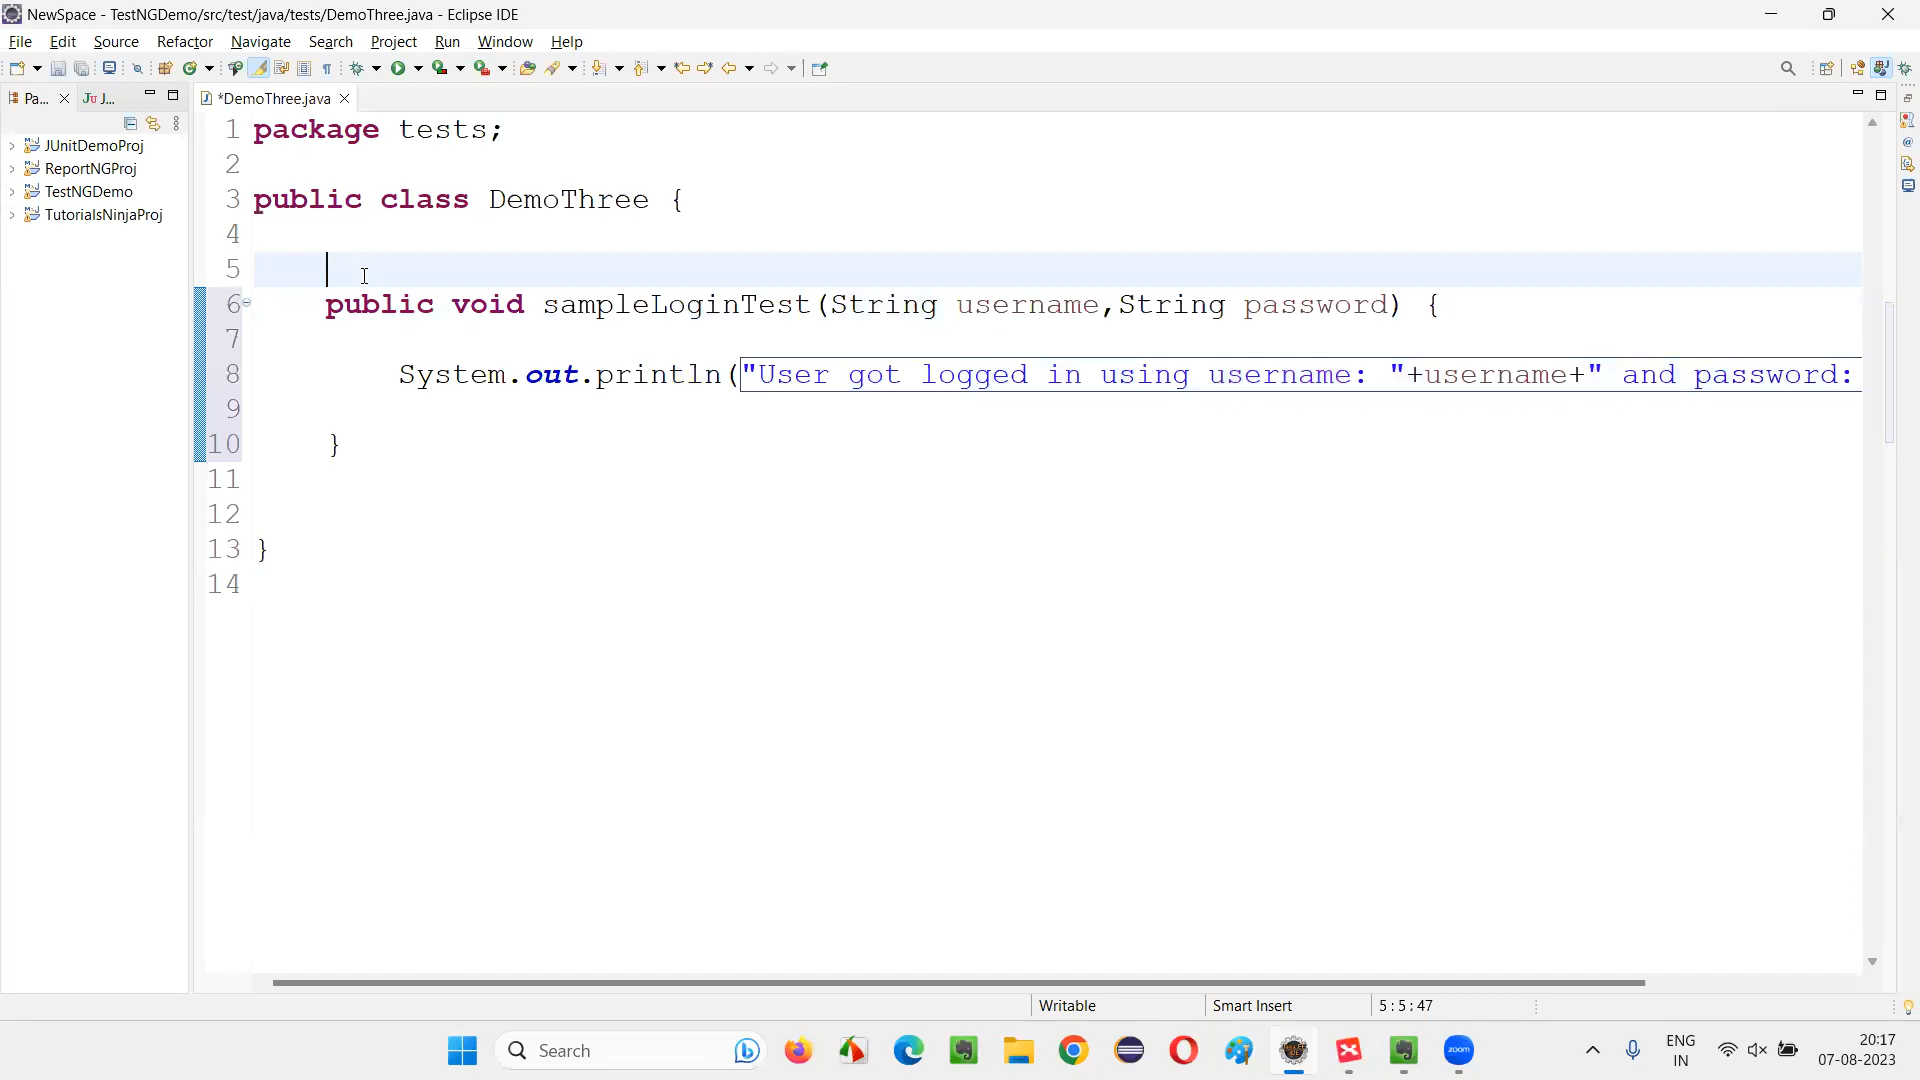 NewSpace - TestNGDemo/src/test/java/tests/DemoThree.java - Eclipse IDE
File Edit Source Refactor Navigate Search Project Run Window Help
Pa... JU J... *DemoThree.java
JUnitDemoProj
ReportNGProj
TestNGDemo
TutorialsNinjaProj
1 package tests;
2
3 public class DemoThree {
4
5
6 public void sampleLoginTest(String username,String password) {
7
8 System.out.println("User got logged in using username: "+username+" and password:
9
10 }
11
12
13 }
14
Writable Smart Insert 5 : 5 : 47
Search
zoom
ENG
IN
20:17
07-08-2023